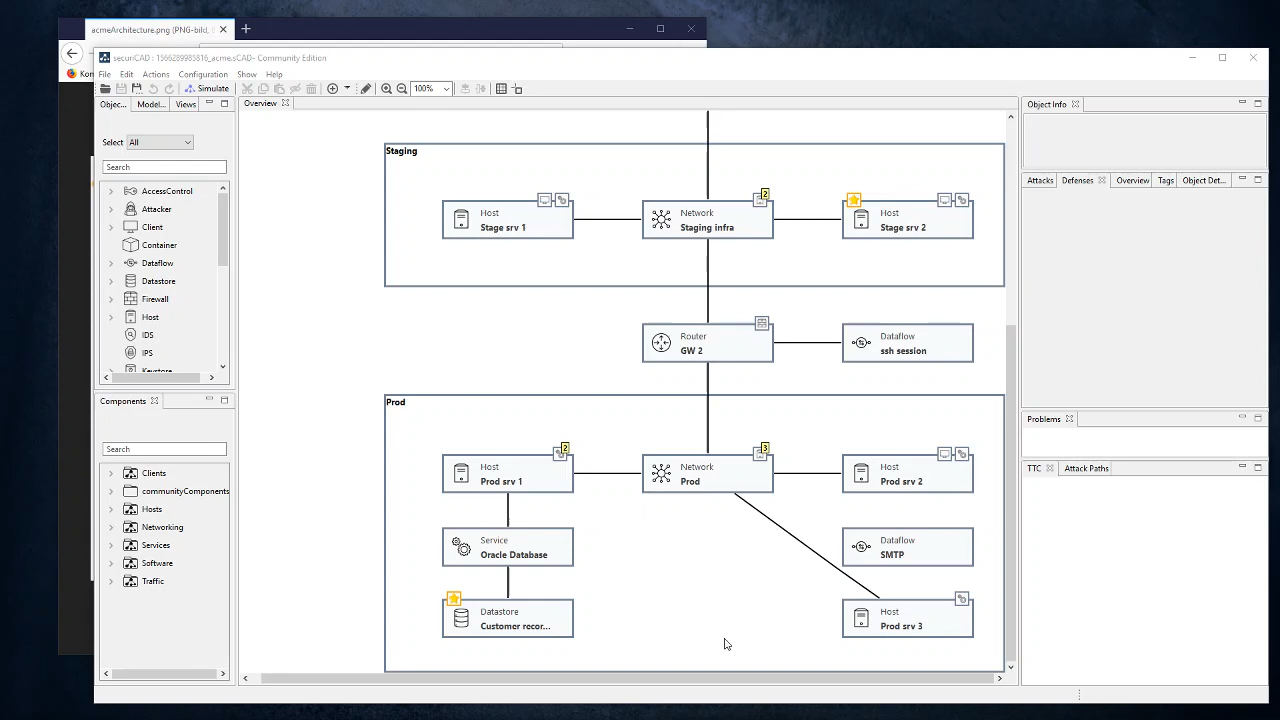 acmeArchitecture.png (PNG-bild,
securiCAD : 1566289985816_acme.sCAD- Community Edition
File Edit Actions Configuration Show Help
Kon
Simulate
100%
Objec... Model... Views
Overview
Object Info
Select All
Search
AccessControl
Attacker
Client
Container
Dataflow
Datastore
Firewall
Host
IDS
IPS
Keystore
Components
Search
Clients
communityComponents
Hosts
Networking
Services
Software
Traffic
Staging
Host
Stage srv 1
2
Network
Staging infra
Host
Stage srv 2
Router
GW 2
Dataflow
ssh session
Prod
2
Host
Prod srv 1
3
Network
Prod
Host
Prod srv 2
Service
Oracle Database
Dataflow
SMTP
Datastore
Customer recor...
Host
Prod srv 3
Attacks Defenses Overview Tags Object Det...
Problems
TTC Attack Paths